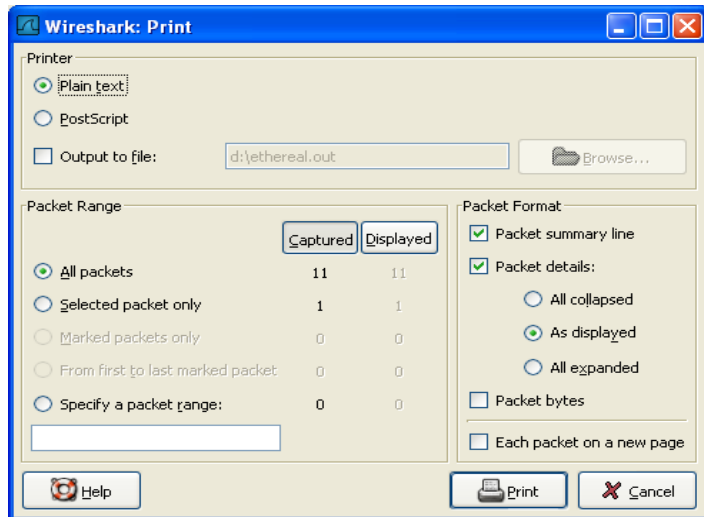 Wireshark: Print
Printer
Plain text
PostScript
Output to file: d:\ethereal.out Browse...
Packet Range
Captured Displayed
All packets 11 11
Selected packet only 1 1
Marked packets only 0 0
From first to last marked packet 0 0
Specify a packet range: 0 0
Packet Format
Packet summary line
Packet details:
All collapsed
As displayed
All expanded
Packet bytes
Each packet on a new page
Help Print Cancel